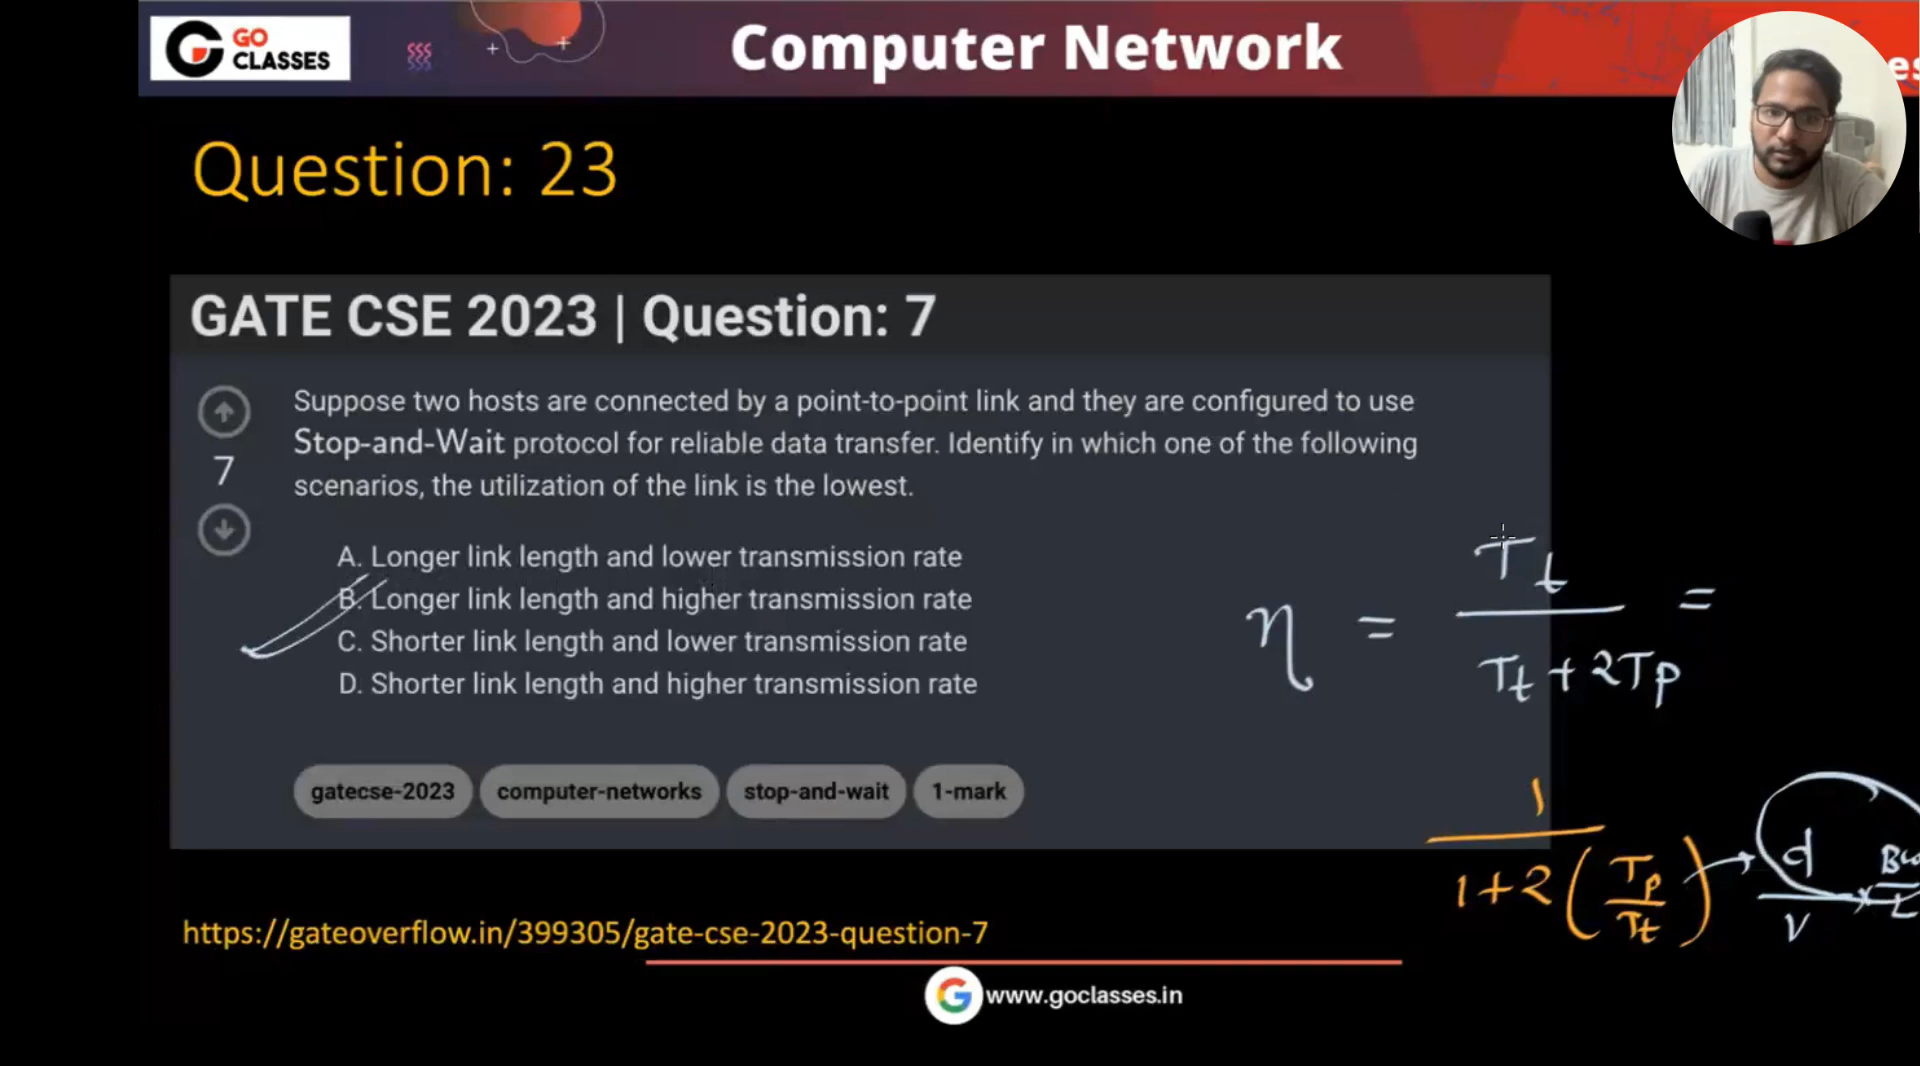 GO
CLASSES
Computer Network
es
Question: 23
GATE CSE 2023 | Question: 7
Suppose two hosts are connected by a point-to-point link and they are configured to use
7
Stop-and-Wait protocol for reliable data transfer. Identify in which one of the following
scenarios, the utilization of the link is the lowest.
A. Longer link length and lower transmission rate
B. Longer link length and higher transmission rate
C. Shorter link length and lower transmission rate
D. Shorter link length and higher transmission rate
η = Tt / Tt + 2Tp =
gatecse-2023 computer-networks stop-and-wait 1-mark
1 / 1 + 2 (Tp / Tt) → d / V ×
https://gateoverflow.in/399305/gate-cse-2023-question-7
www.goclasses.in